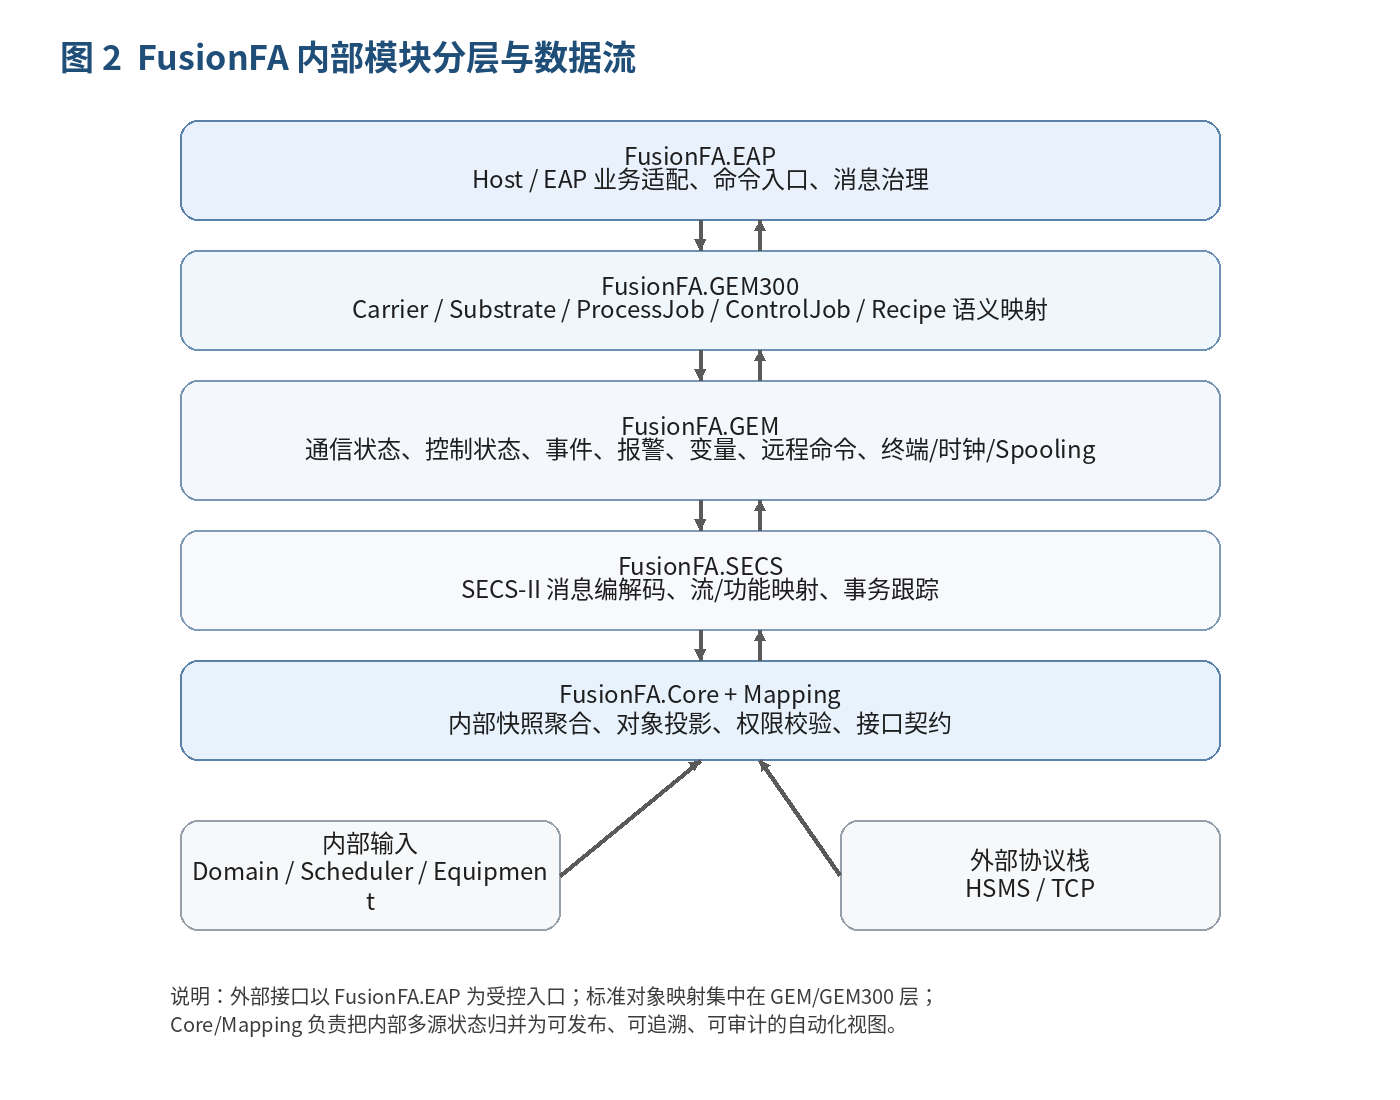 图 2  FusionFA 内部模块分层与数据流
FusionFA.EAP
Host / EAP 业务适配、命令入口、消息治理
FusionFA.GEM300
Carrier / Substrate / ProcessJob / ControlJob / Recipe 语义映射
FusionFA.GEM
通信状态、控制状态、事件、报警、变量、远程命令、终端/时钟/Spooling
FusionFA.SECS
SECS-II 消息编解码、流/功能映射、事务跟踪
FusionFA.Core + Mapping
内部快照聚合、对象投影、权限校验、接口契约
内部输入
Domain / Scheduler / Equipmen
t
外部协议栈
HSMS / TCP
说明：外部接口以 FusionFA.EAP 为受控入口；标准对象映射集中在 GEM/GEM300 层；
Core/Mapping 负责把内部多源状态归并为可发布、可追溯、可审计的自动化视图。